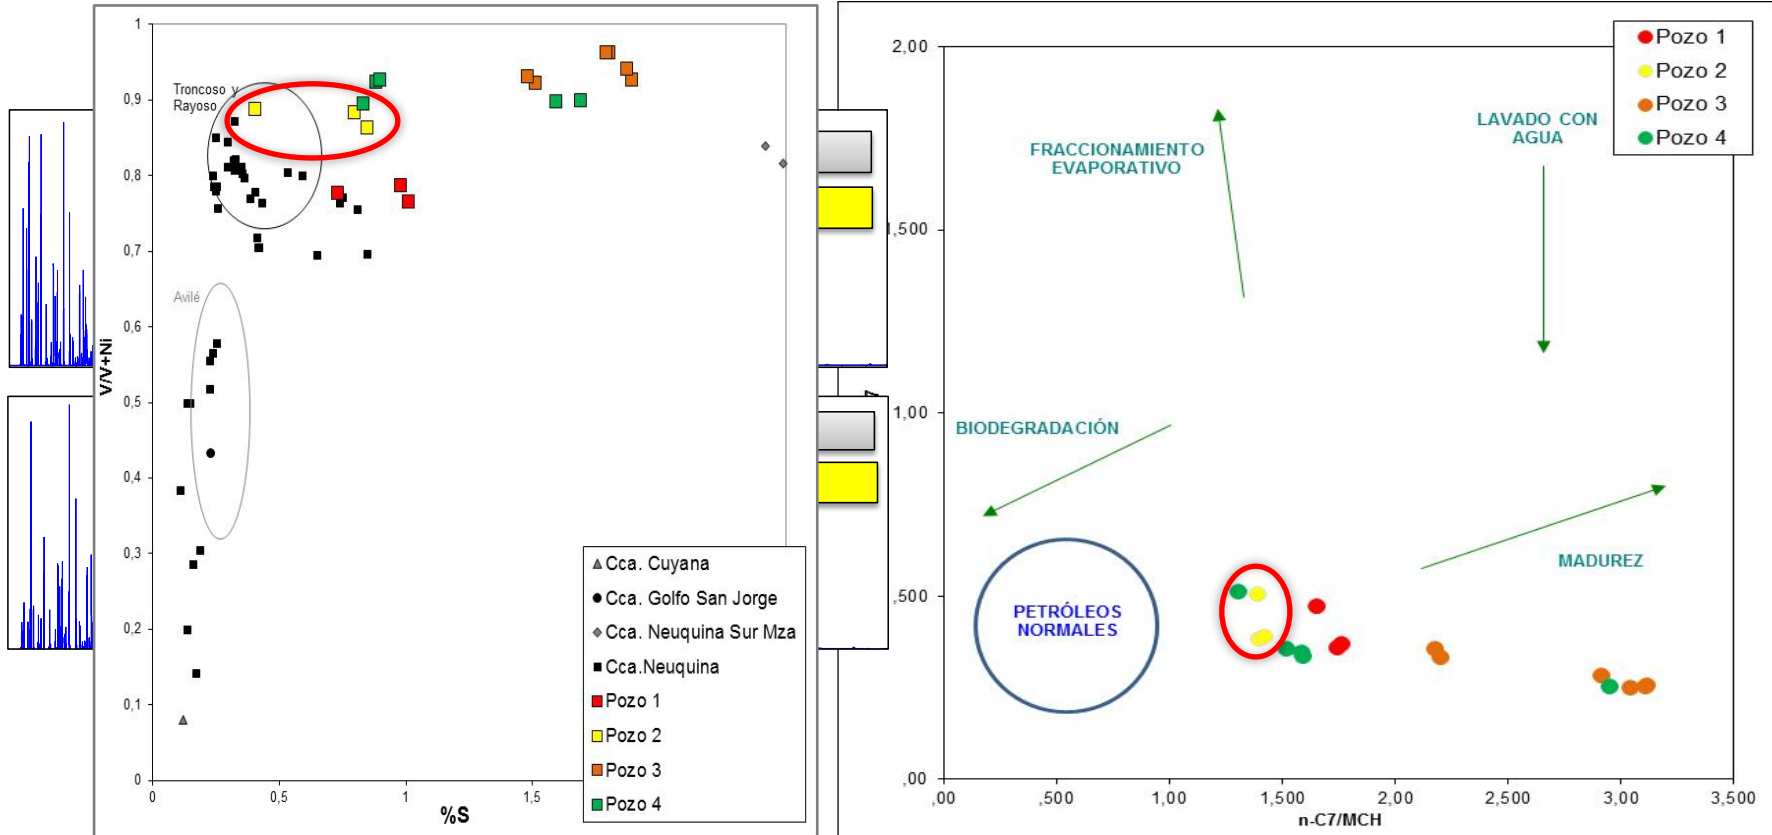 1
0,9
0,8
0,7
0,6
0,5
0,4
0,3
0,2
0,1
0
V/V+Ni
Troncoso y
Rayoso
Avilé
0
0,5
1
1,5
%S
Cca. Cuyana
Cca. Golfo San Jorge
Cca. Neuquina Sur Mza
Cca.Neuquina
Pozo 1
Pozo 2
Pozo 3
Pozo 4
2,00
1,500
1,00
,500
,00
FRACCIONAMIENTO
EVAPORATIVO
LAVADO CON
AGUA
BIODEGRADACIÓN
MADUREZ
PETRÓLEOS
NORMALES
Pozo 1
Pozo 2
Pozo 3
Pozo 4
,00
,500
1,00
1,500
2,00
2,500
3,00
3,500
n-C7/MCH